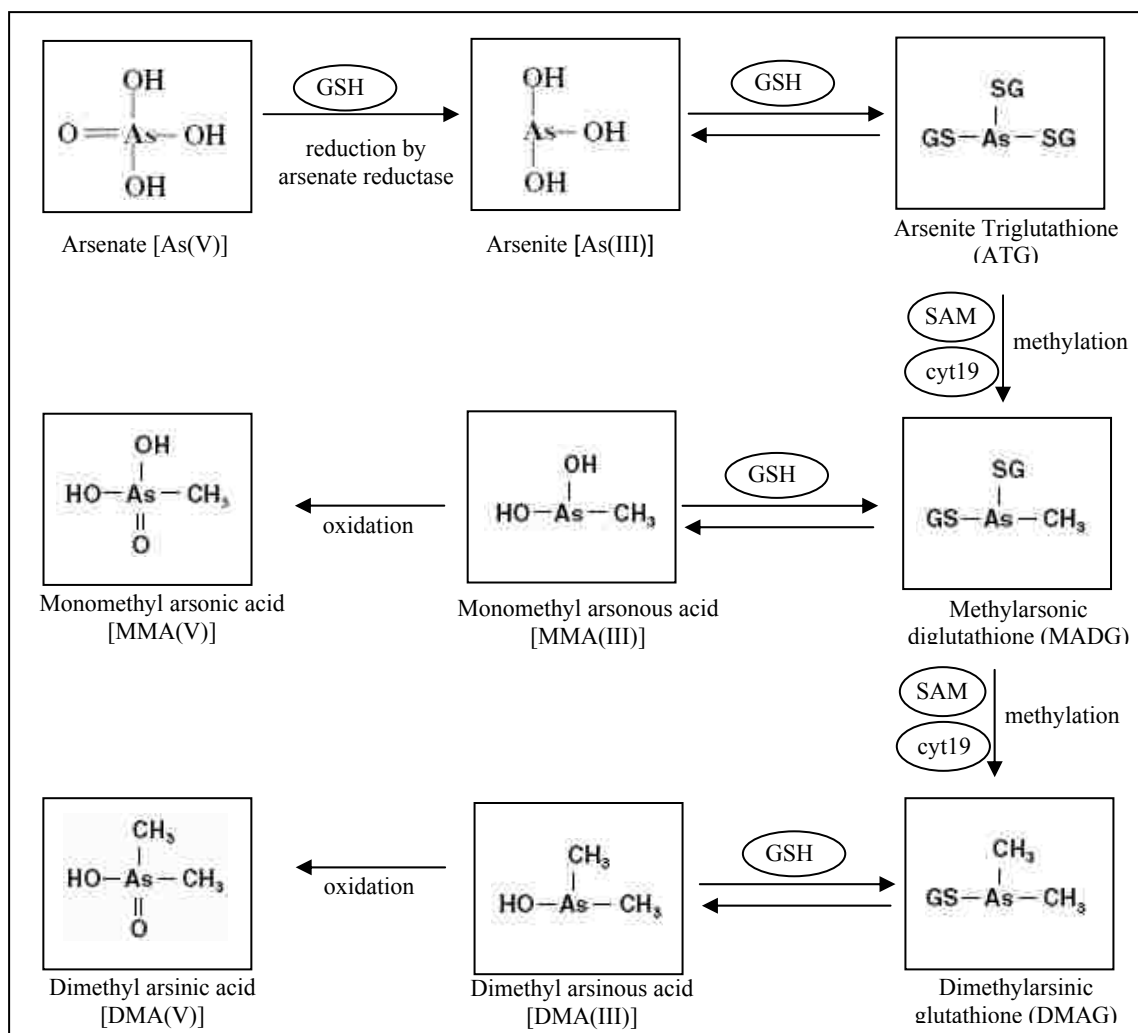 OH
O=As-OH
OH
Arsenate [As(V)]
GSH
reduction by
arsenate reductase
OH
As-OH
OH
Arsenite [As(III)]
GSH
SG
GS-As-SG
Arsenite Triglutathione
(ATG)
SAM
cyt19
methylation
OH
HO-As-CH₃
O
Monomethyl arsonic acid
[MMA(V)]
oxidation
OH
HO-As-CH₃
Monomethyl arsonous acid
[MMA(III)]
GSH
SG
GS-As-CH₃
Methylarsonic
diglutathione (MADG)
SAM
cyt19
methylation
CH₃
HO-As-CH₃
O
Dimethyl arsinic acid
[DMA(V)]
oxidation
CH₃
HO-As-CH₃
Dimethyl arsinous acid
[DMA(III)]
GSH
CH₃
GS-As-CH₃
Dimethylarsinic
glutathione (DMAG)